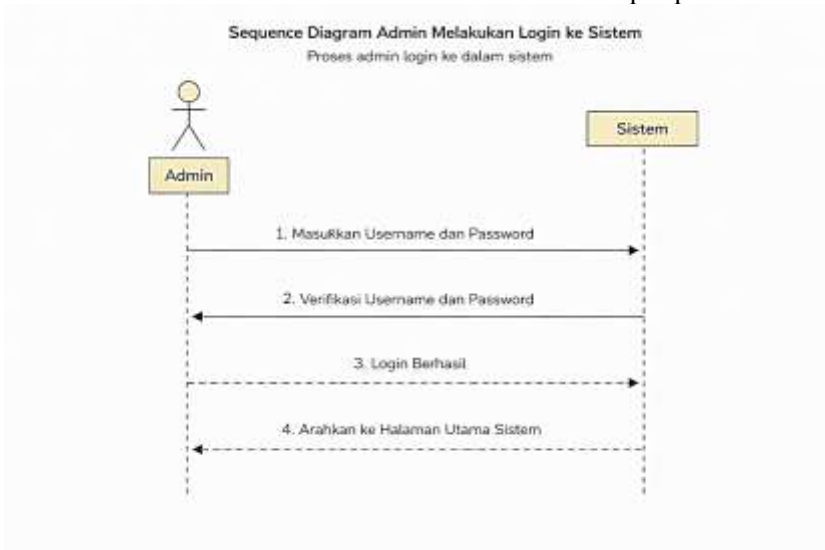 Sequence Diagram Admin Melakukan Login ke Sistem
Proses admin login ke dalam sistem
Sistem
Admin
1. Masukkan Username dan Password
2. Verifikasi Username dan Password
3. Login Berhasil
4. Arahkan ke Halaman Utama Sistem